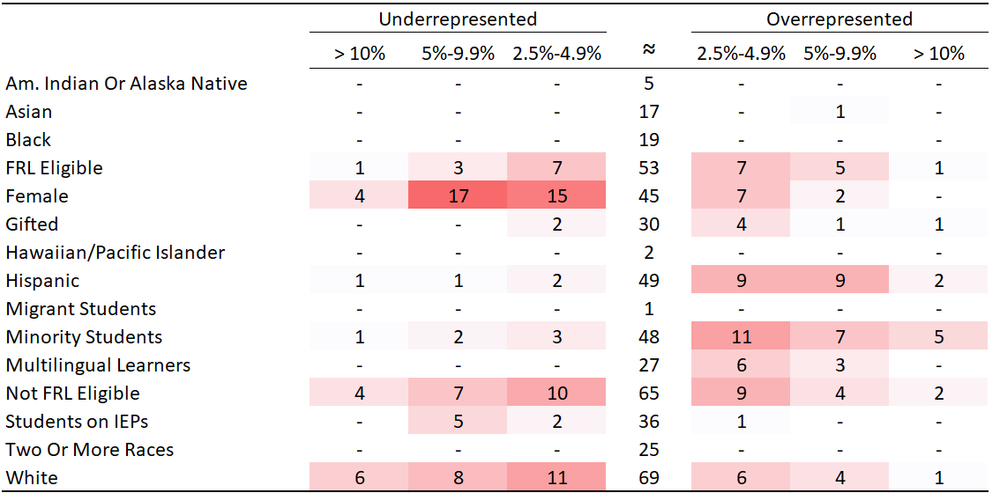 Underrepresented Overrepresented
> 10% 5%-9.9% 2.5%-4.9% ≈ 2.5%-4.9% 5%-9.9% > 10%
Am. Indian Or Alaska Native - - - 5 - - -
Asian - - - 17 - 1 -
Black - - - 19 - - -
FRL Eligible 1 3 7 53 7 5 1
Female 4 17 15 45 7 2 -
Gifted - - 2 30 4 1 1
Hawaiian/Pacific Islander - - - 2 - - -
Hispanic 1 1 2 49 9 9 2
Migrant Students - - - 1 - - -
Minority Students 1 2 3 48 11 7 5
Multilingual Learners - - - 27 6 3 -
Not FRL Eligible 4 7 10 65 9 4 2
Students on IEPs - 5 2 36 1 - -
Two Or More Races - - - 25 - - -
White 6 8 11 69 6 4 1